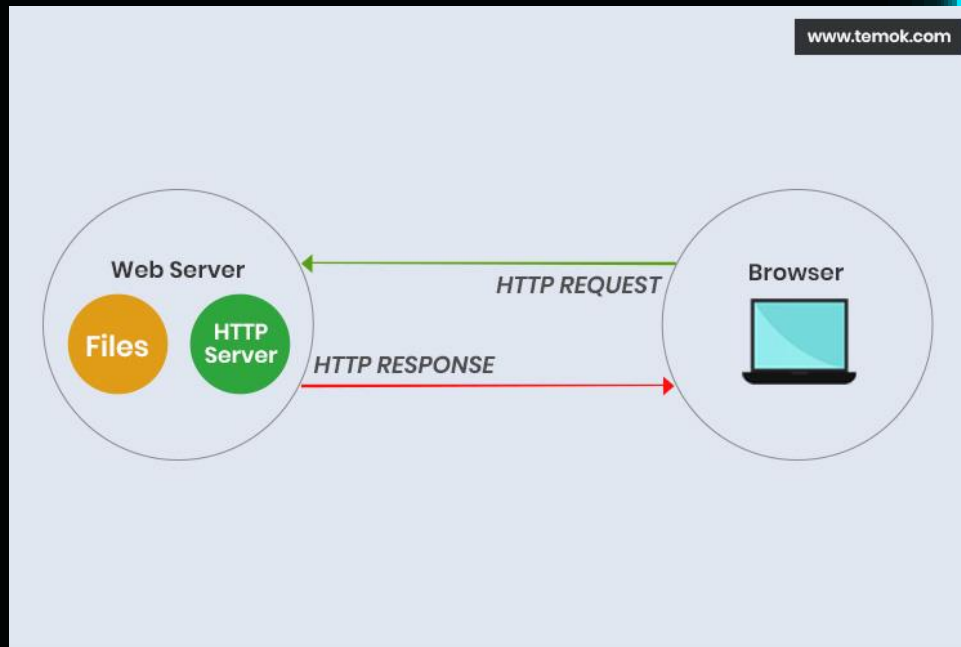 www.temok.com
Web Server
Files
HTTP
Server
HTTP REQUEST
HTTP RESPONSE
Browser